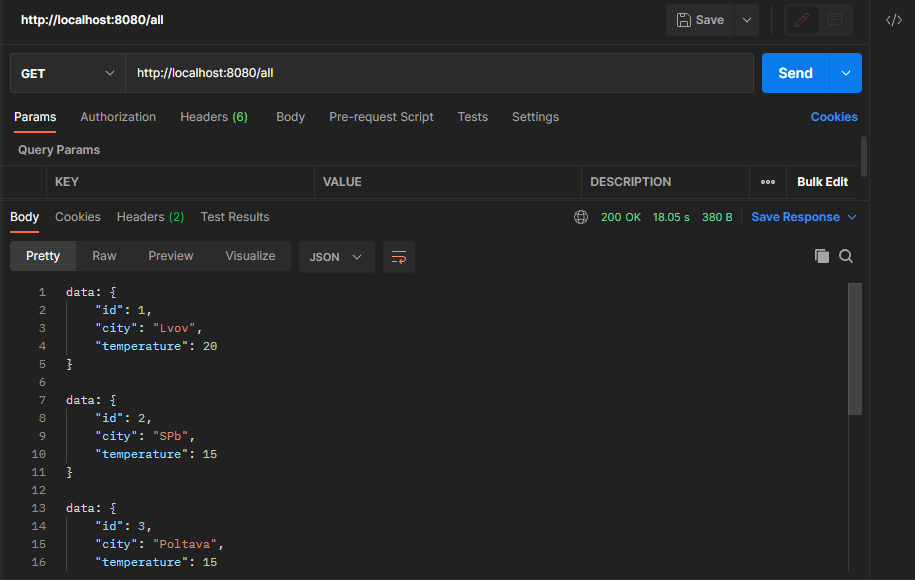 http://localhost:8080/all
Save
</>
GET
http://localhost:8080/all
Send
Params Authorization Headers (6) Body Pre-request Script Tests Settings Cookies
Query Params
KEY VALUE DESCRIPTION ••• Bulk Edit
Body Cookies Headers (2) Test Results 200 OK 18.05 s 380 B Save Response
Pretty Raw Preview Visualize JSON
1 data: {
2 "id": 1,
3 "city": "Lvov",
4 "temperature": 20
5 }
6
7 data: {
8 "id": 2,
9 "city": "SPb",
10 "temperature": 15
11 }
12
13 data: {
14 "id": 3,
15 "city": "Poltava",
16 "temperature": 15